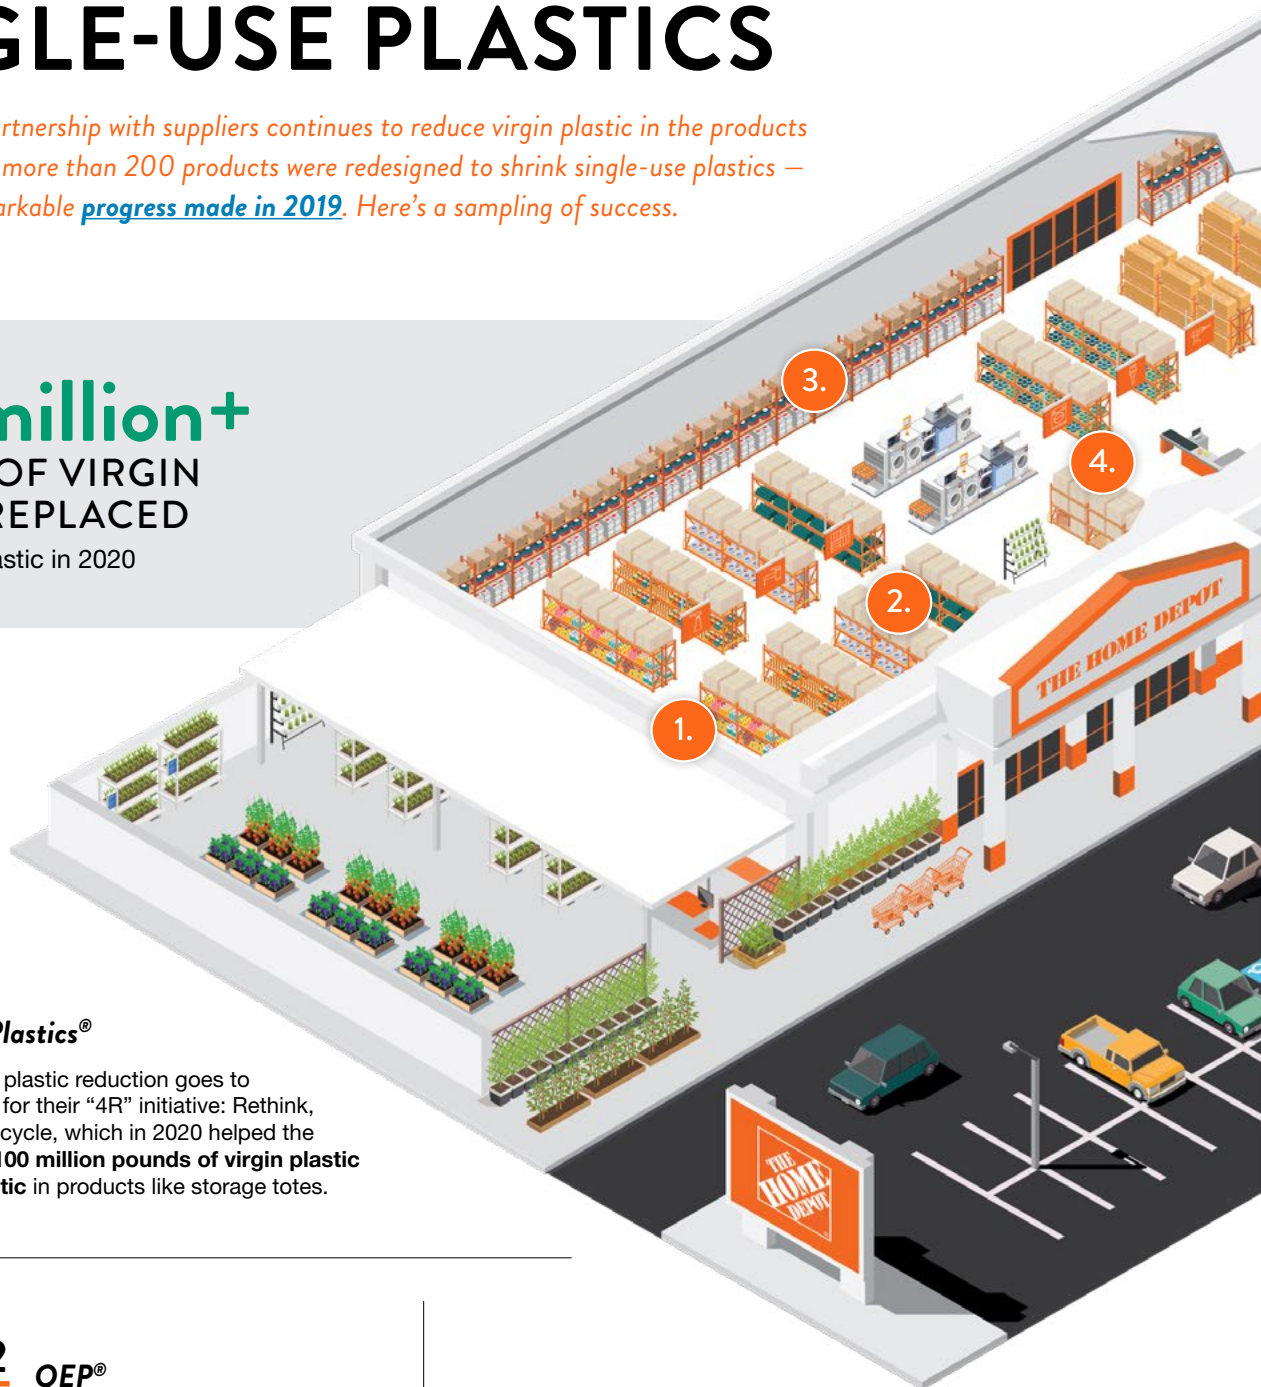 GLE-USE PLASTICS
rtnership with suppliers continues to reduce virgin plastic in the products
more than 200 products were redesigned to shrink single-use plastics —
arkable progress made in 2019. Here's a sampling of success.
million+
OF VIRGIN
REPLACED
astic in 2020
3.
4.
2.
1.
THE HOME DEPOT
Plastics®
plastic reduction goes to
for their “4R” initiative: Rethink,
cycle, which in 2020 helped the
100 million pounds of virgin plastic
tic in products like storage totes.
THE
HOME
DEPOT
2 OEP®